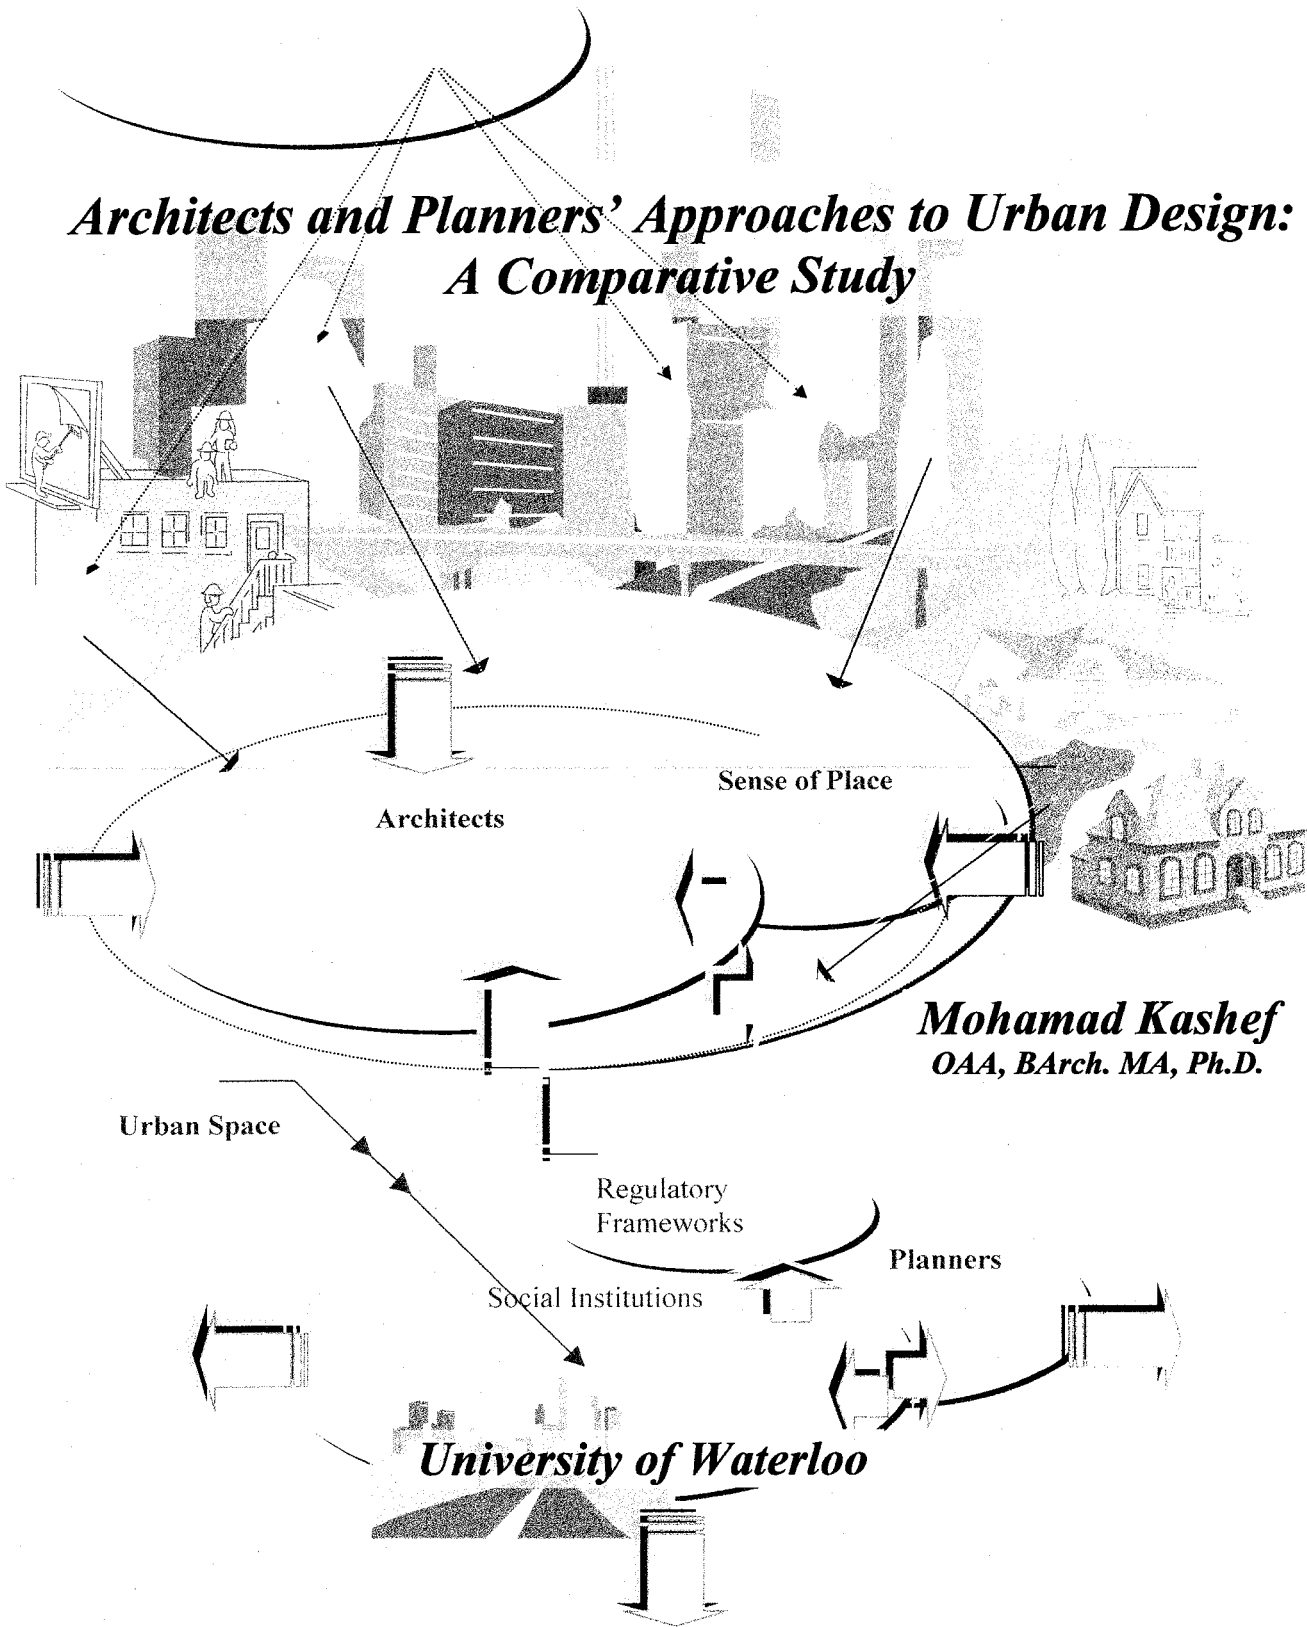 Architects and Planners’ Approaches to Urban Design:
A Comparative Study
Sense of Place
Architects
Mohamad Kashef
OAA, BArch. MA, Ph.D.
Urban Space
Regulatory
Frameworks
Planners
Social Institutions
University of Waterloo